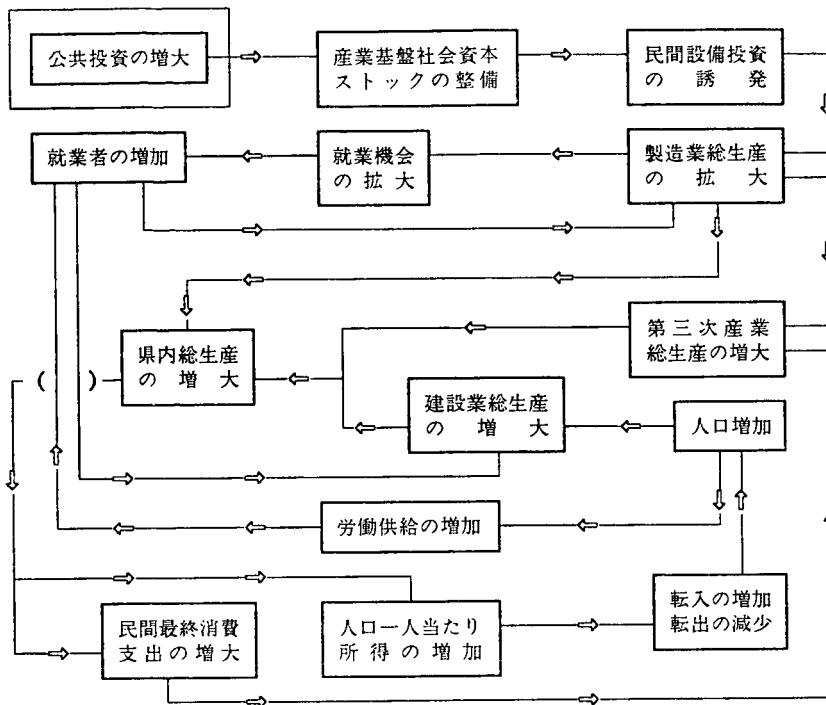 公共投資の増大
産業基盤社会資本
ストックの整備
民間設備投資
の誘発
就業者の増加
就業機会
の拡大
製造業総生産
の拡大
県内総生産
の増大
第三次産業
総生産の増大
建設業総生産
の増大
人口増加
労働供給の増加
民間最終消費
支出の増大
人口一人当たり
所得の増加
転入の増加
転出の減少